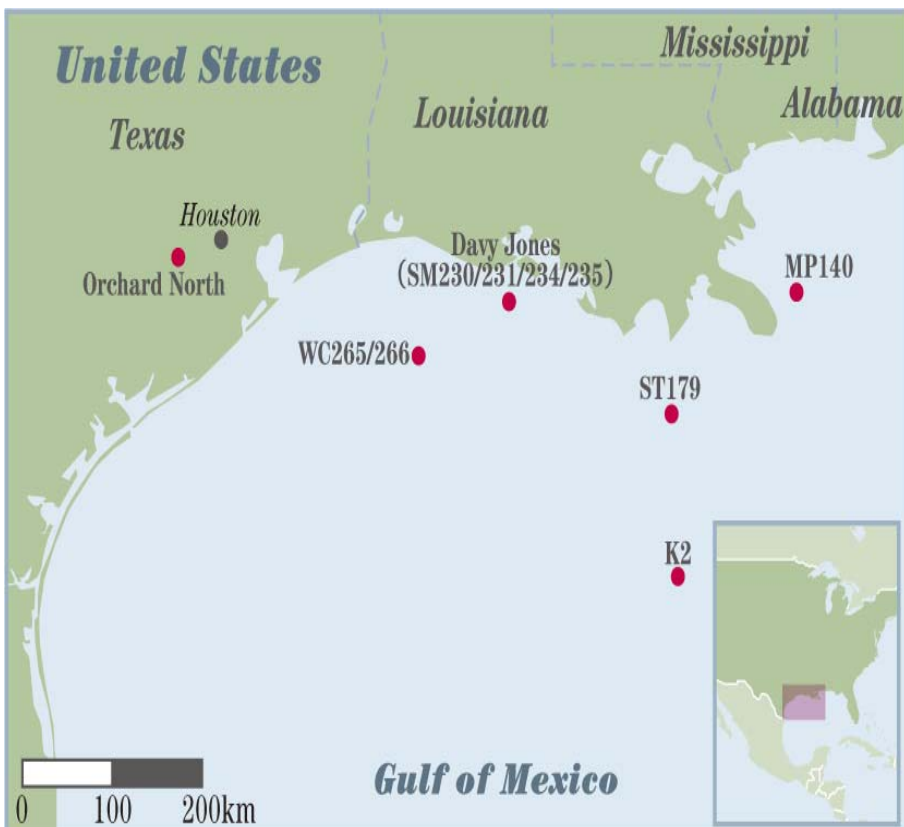 United States
Mississippi
Louisiana
Alabama
Texas
Houston
Orchard North
Davy Jones
(SM230/231/234/235)
MP140
WC265/266
ST179
K2
Gulf of Mexico
0 100 200km